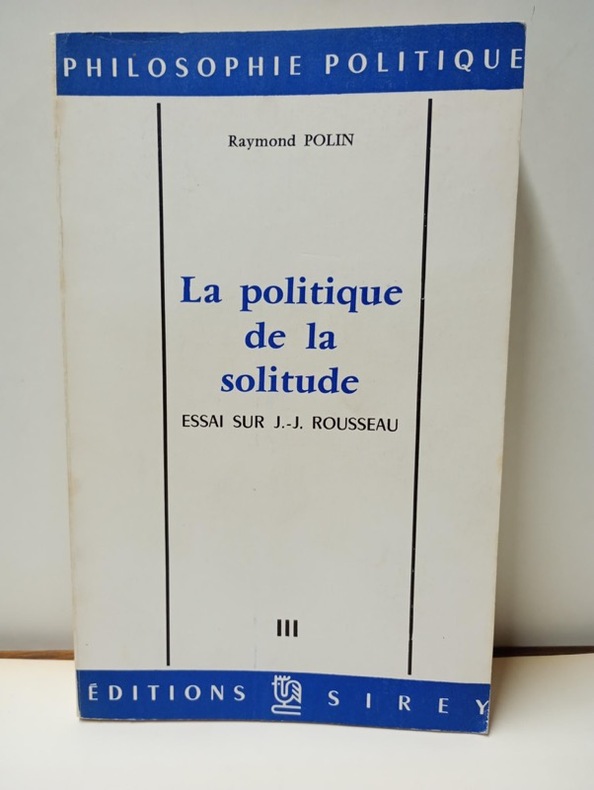 PHILOSOPHIE POLITIQUE
Raymond POLIN
La politique
de la
solitude
ESSAI SUR J.-J. ROUSSEAU
III
ÉDITIONS SIREY